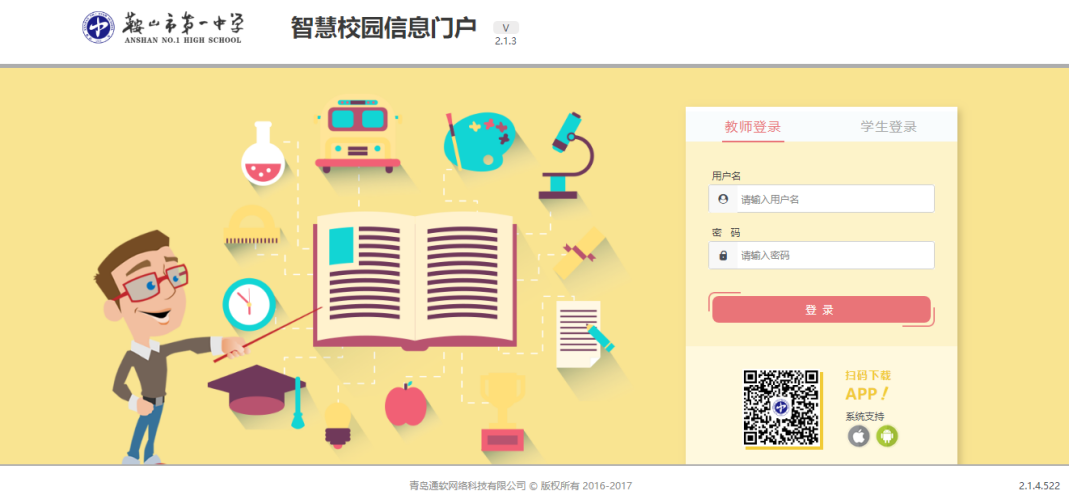 鞍山市第一中学
ANSHAN NO.1 HIGH SCHOOL
智慧校园信息门户
V
2.1.3
教师登录
学生登录
用户名
请输入用户名
密 码
请输入密码
登 录
扫码下载
APP!
系统支持
青岛通软网络科技有限公司 © 版权所有 2016-2017
2.1.4.522